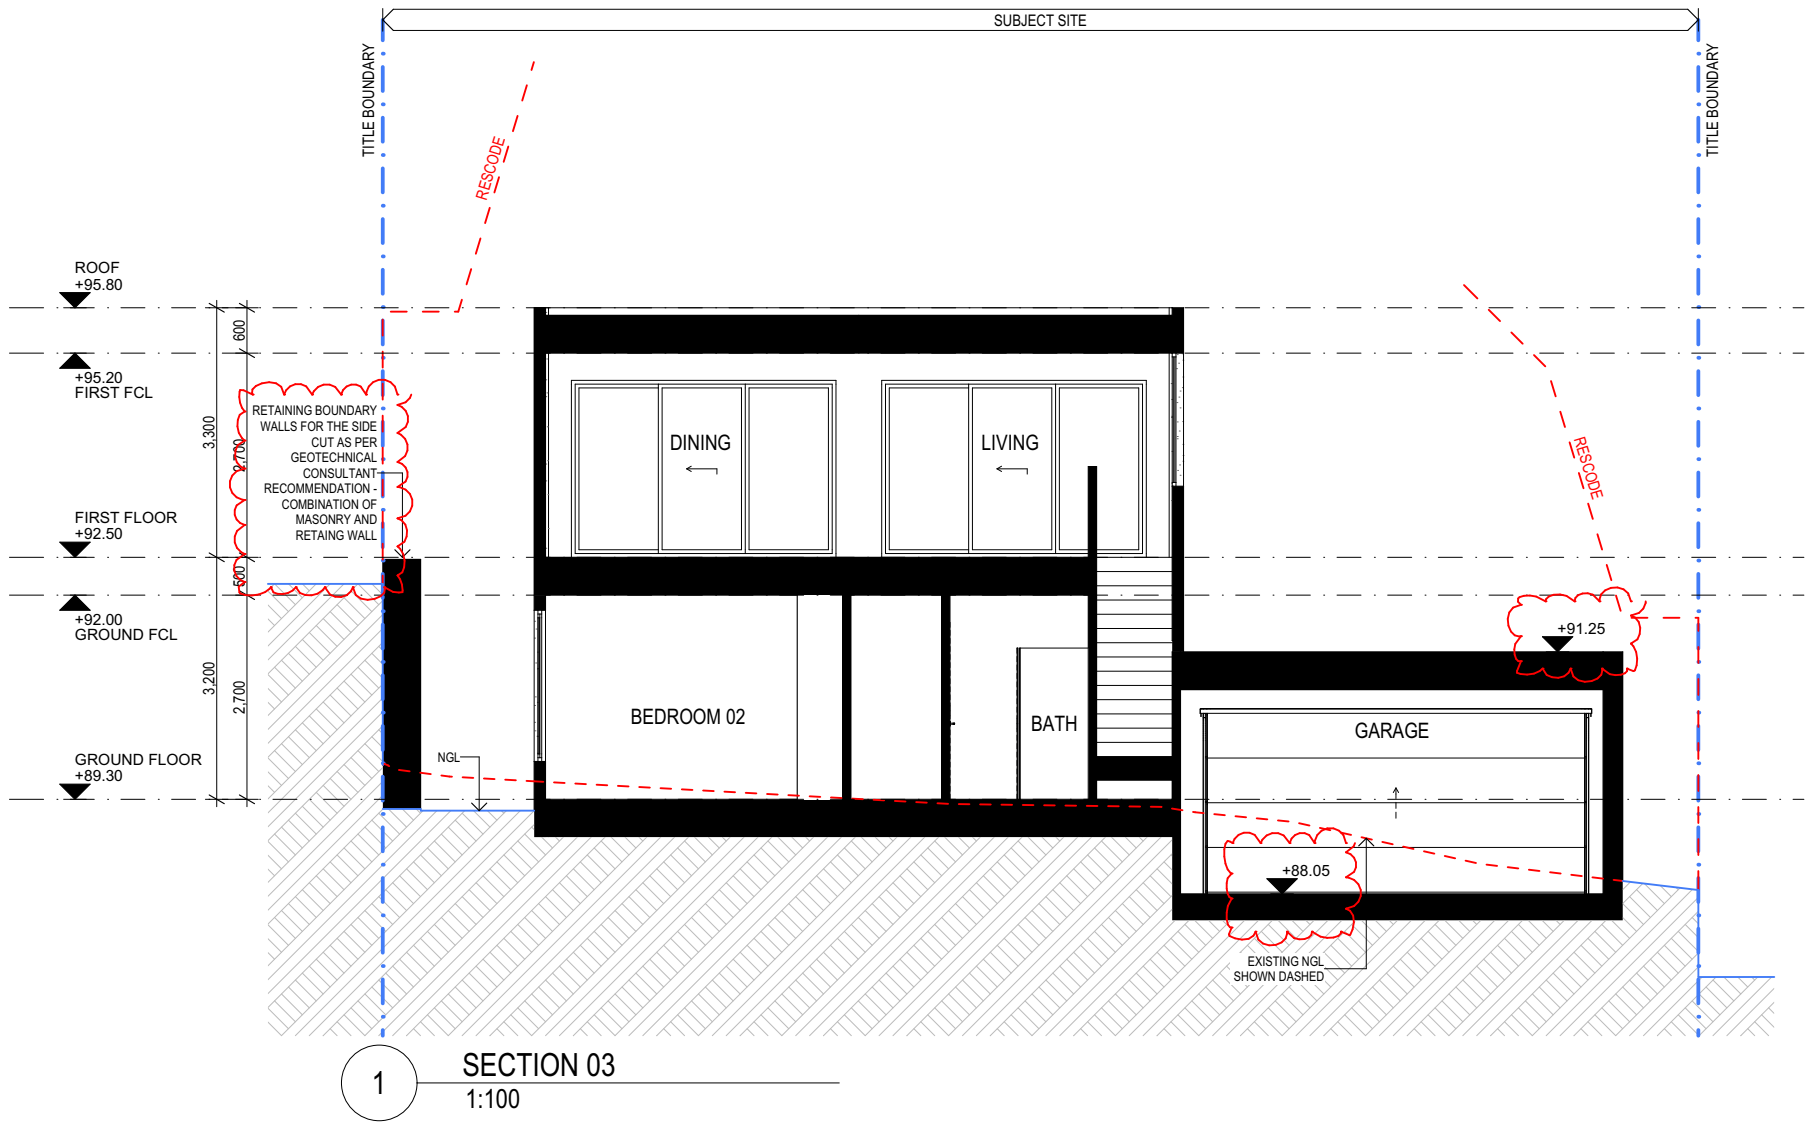 SUBJECT SITE
TITLE BOUNDARY
TITLE BOUNDARY
RESCODE
ROOF
+95.80
600
+95.20
FIRST FCL
RETAINING BOUNDARY
WALLS FOR THE SIDE
CUT AS PER
GEOTECHNICAL
CONSULTANT
RECOMMENDATION -
COMBINATION OF
MASONRY AND
RETAING WALL
3,300
2,700
DINING
LIVING
RESCODE
FIRST FLOOR
+92.50
500
+92.00
GROUND FCL
+91.25
3,200
2,700
BEDROOM 02
BATH
GARAGE
NGL
GROUND FLOOR
+89.30
+88.05
EXISTING NGL
SHOWN DASHED
1
SECTION 03
1:100